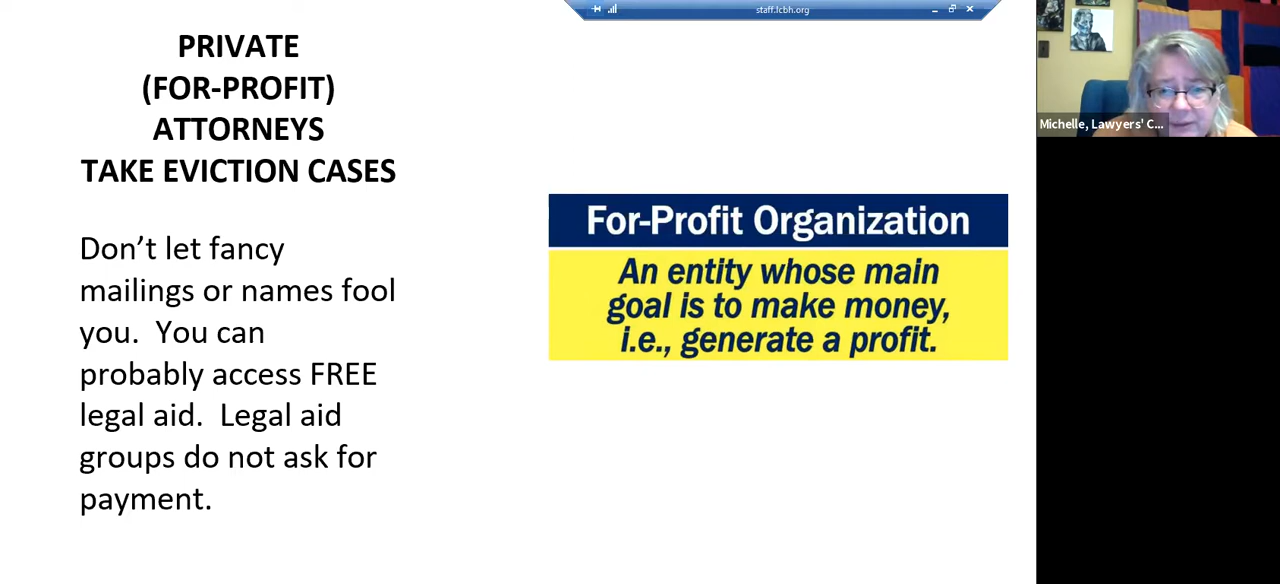 PRIVATE
(FOR-PROFIT)
ATTORNEYS
TAKE EVICTION CASES
Don’t let fancy
mailings or names fool
you.  You can
probably access FREE
legal aid.  Legal aid
groups do not ask for
payment.
staff.lcbh.org
For-Profit Organization
An entity whose main
goal is to make money,
i.e., generate a profit.
Michelle, Lawyers' C...